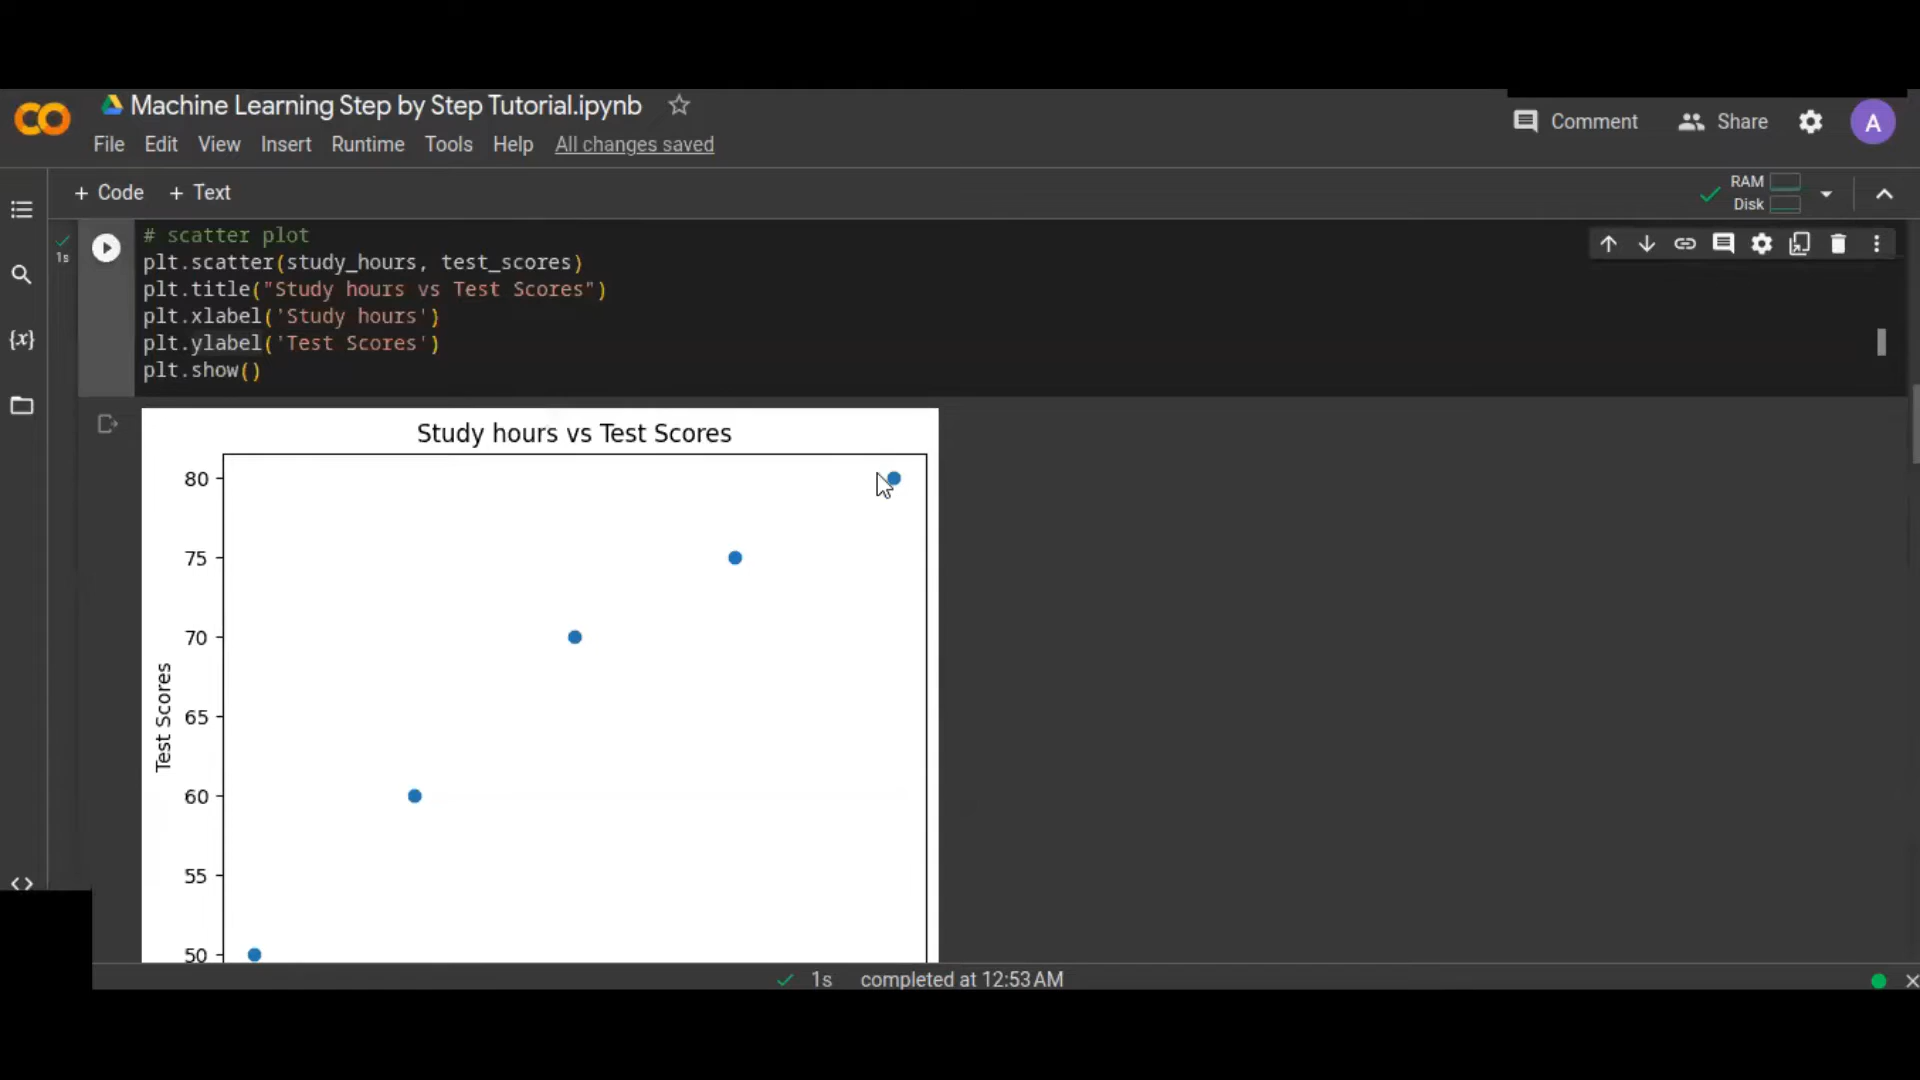 Machine Learning Step by Step Tutorial.ipynb
Comment
Share
A
File Edit View Insert Runtime Tools Help All changes saved
+ Code + Text
RAM
Disk
1s
# scatter plot
plt.scatter(study_hours, test_scores)
plt.title("Study hours vs Test Scores")
plt.xlabel('Study hours')
plt.ylabel('Test Scores')
plt.show()
{x}
Study hours vs Test Scores
80
75
70
Test Scores
65
60
55
50
1s completed at 12:53 AM